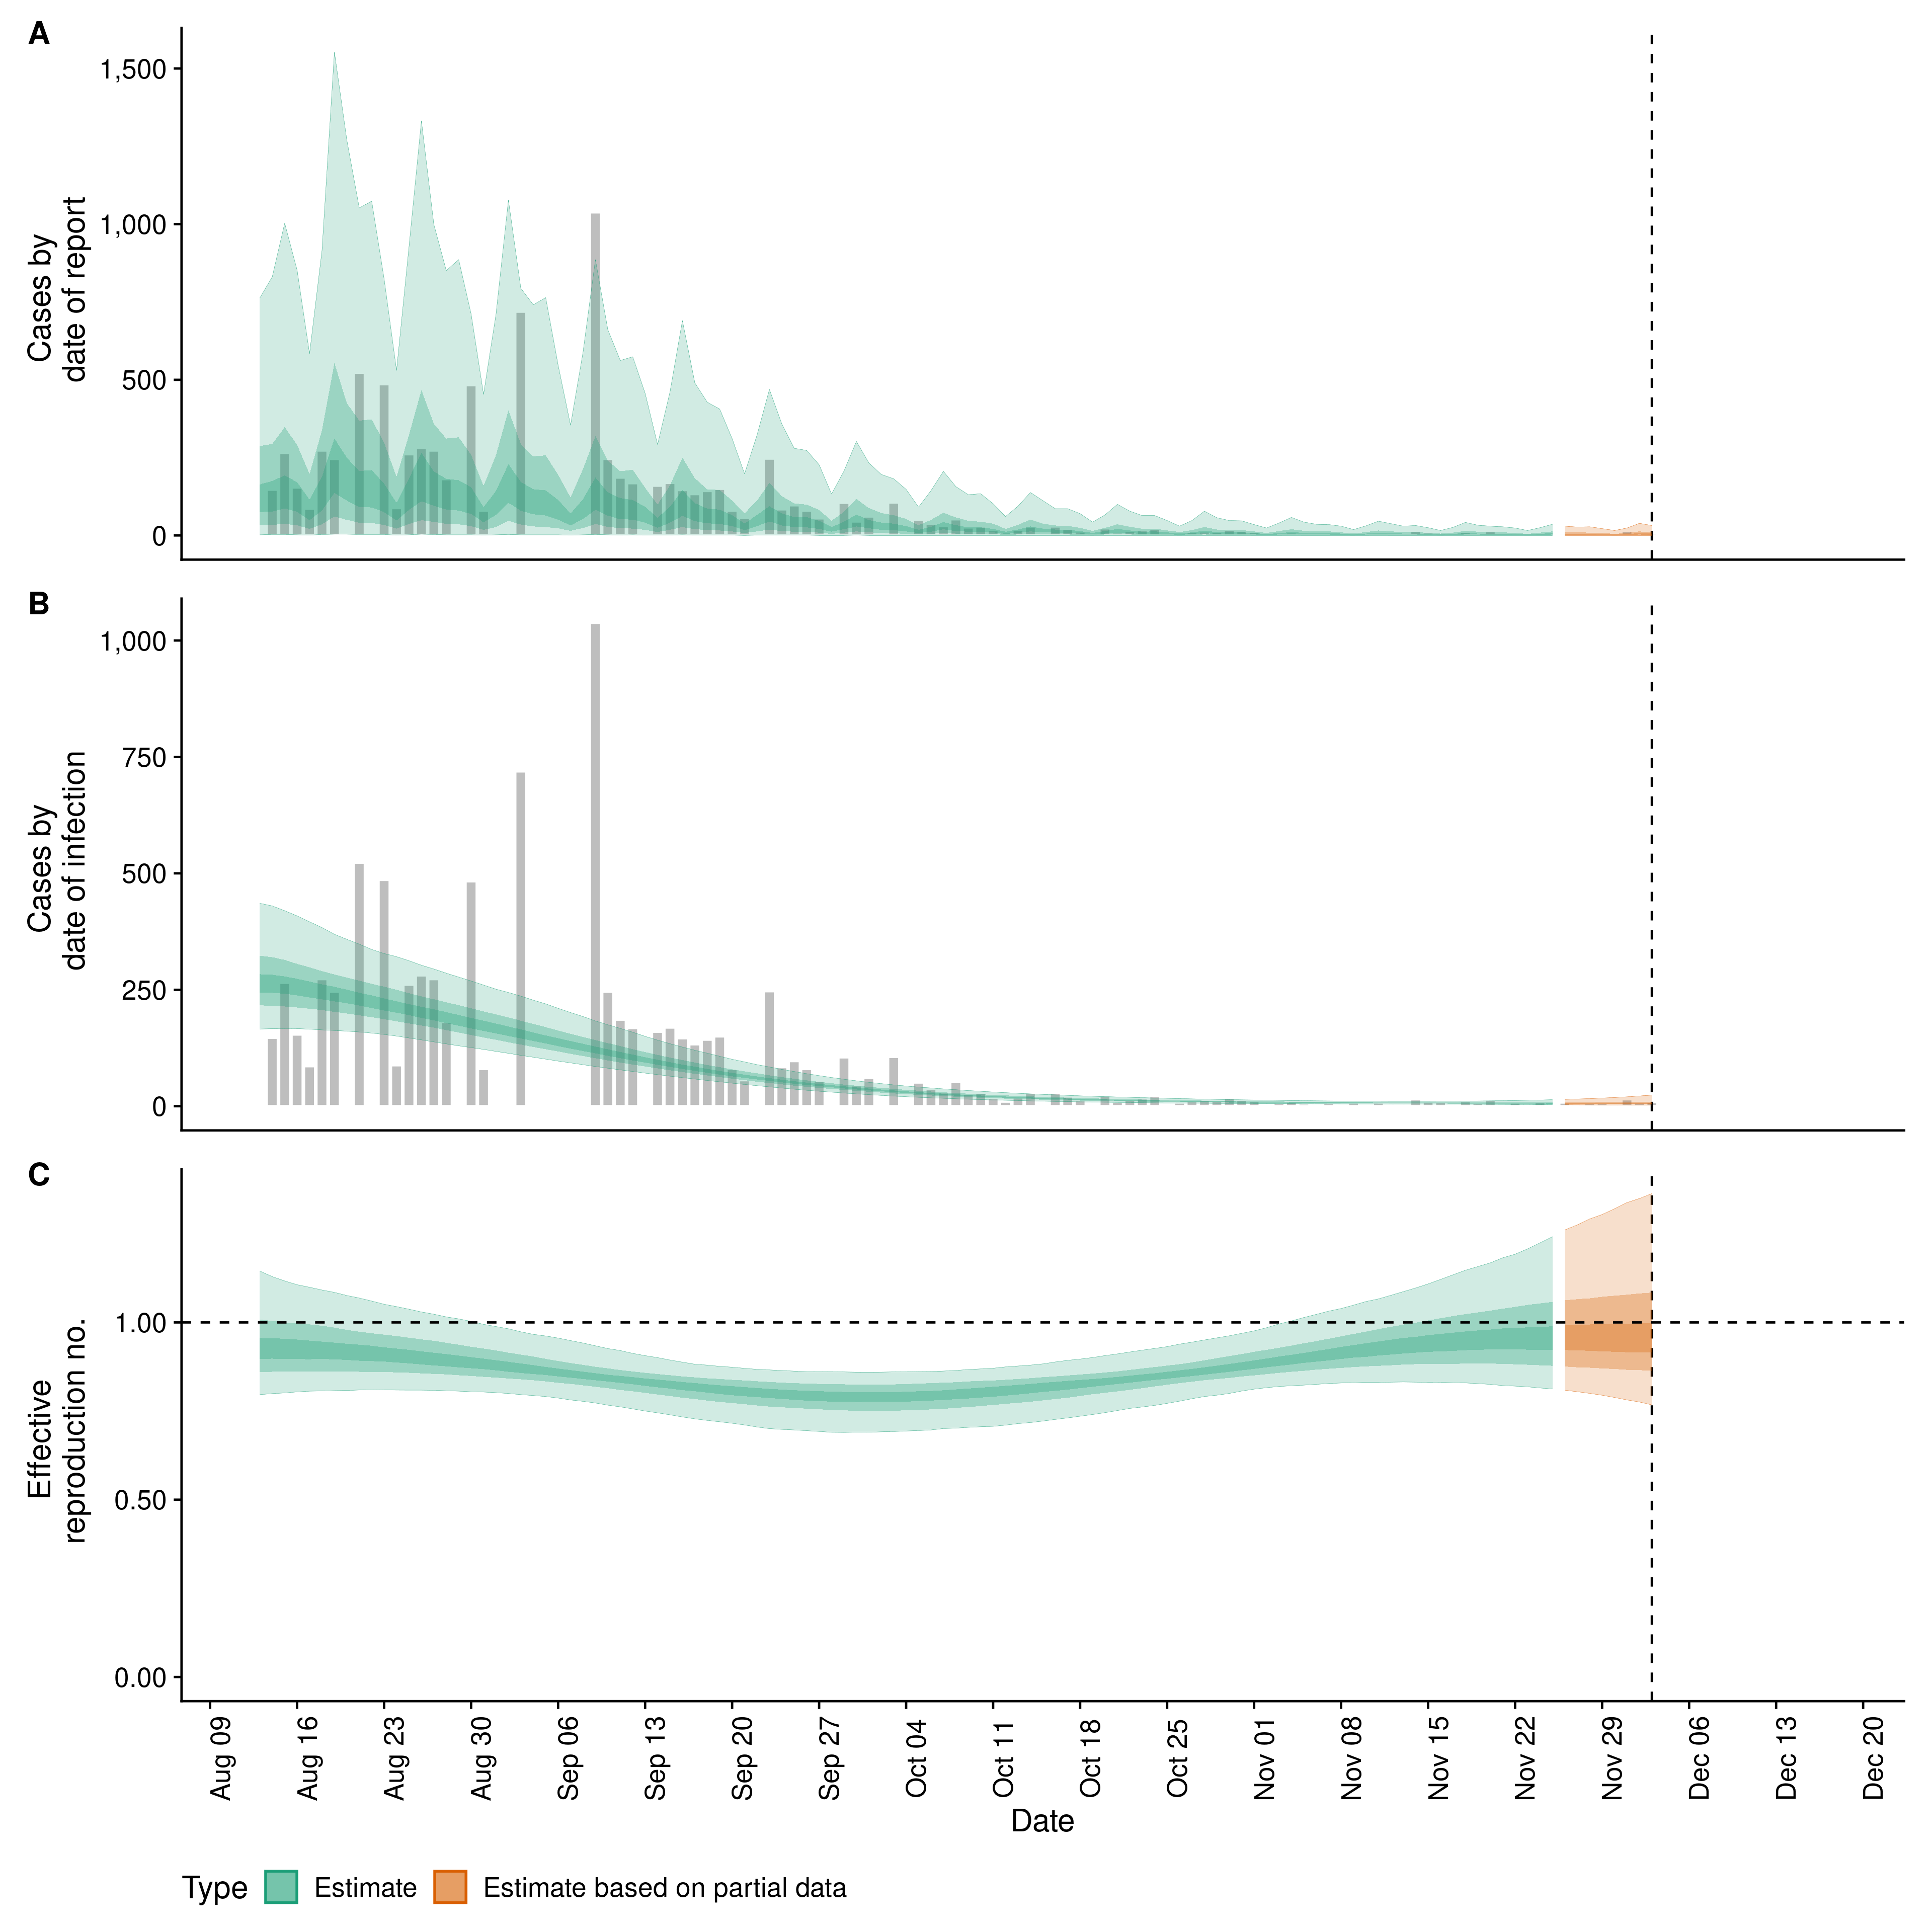 A
Cases by
date of report
1,500
1,000
500
0
B
Cases by
date of infection
1,000
750
500
250
0
C
Effective
reproduction no.
1.00
0.50
0.00
Aug 09
Aug 16
Aug 23
Aug 30
Sep 06
Sep 13
Sep 20
Sep 27
Oct 04
Oct 11
Oct 18
Oct 25
Nov 01
Nov 08
Nov 15
Nov 22
Nov 29
Dec 06
Dec 13
Dec 20
Date
Type Estimate Estimate based on partial data